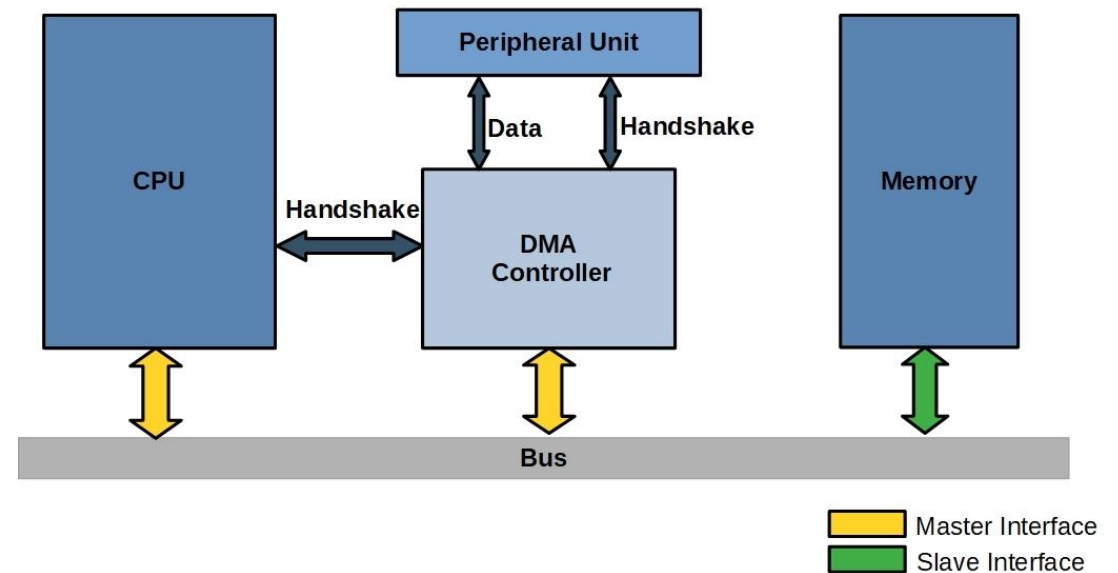 Peripheral Unit
Data
Handshake
CPU
Memory
Handshake
DMA
Controller
Bus
Master Interface
Slave Interface